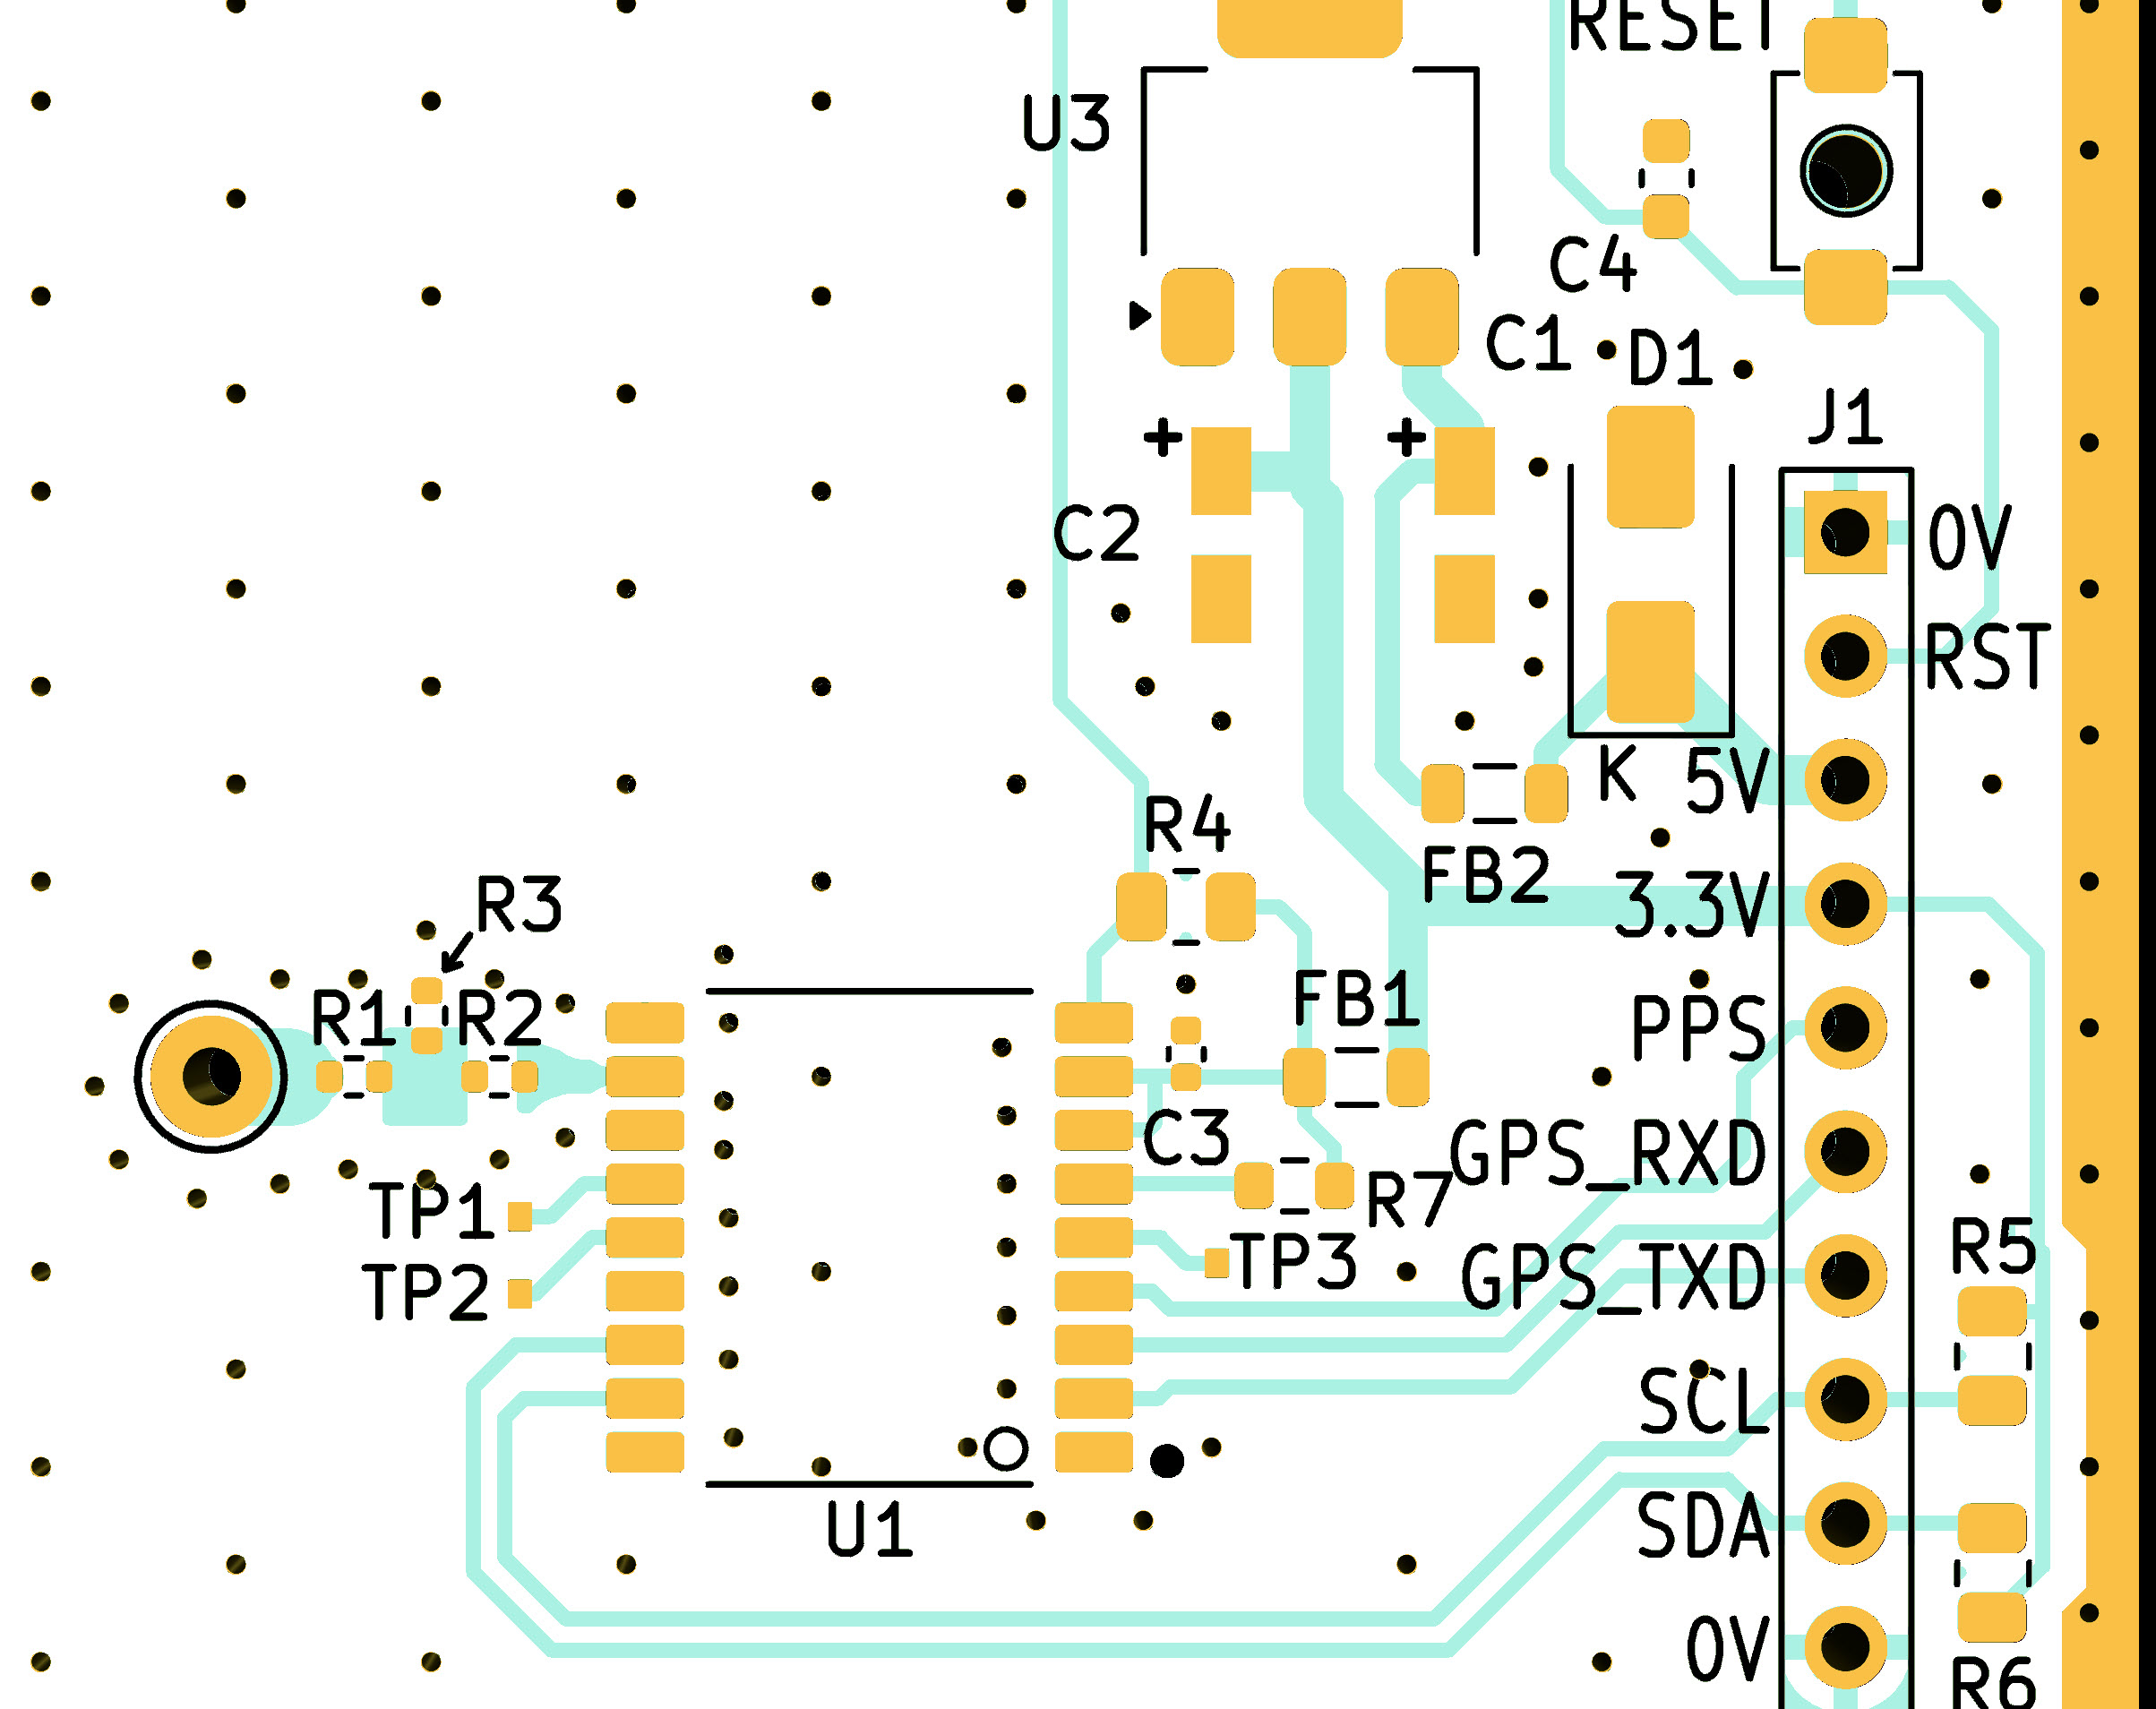 RESET
U3
C4
C1
D1
J1
+
+
C2
0V
RST
K
5V
R4
FB2
3.3V
R3
R1
R2
FB1
PPS
C3
GPS_RXD
R7
TP1
TP3
TP2
GPS_TXD
R5
SCL
U1
SDA
0V
R6